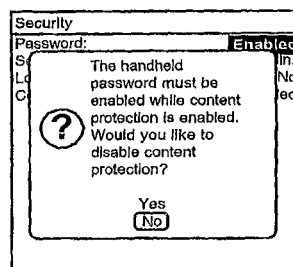 Security
Password:
Enabled
The handheld
password must be
enabled while content
protection is enabled.
Would you like to
disable content
protection?
Yes
No